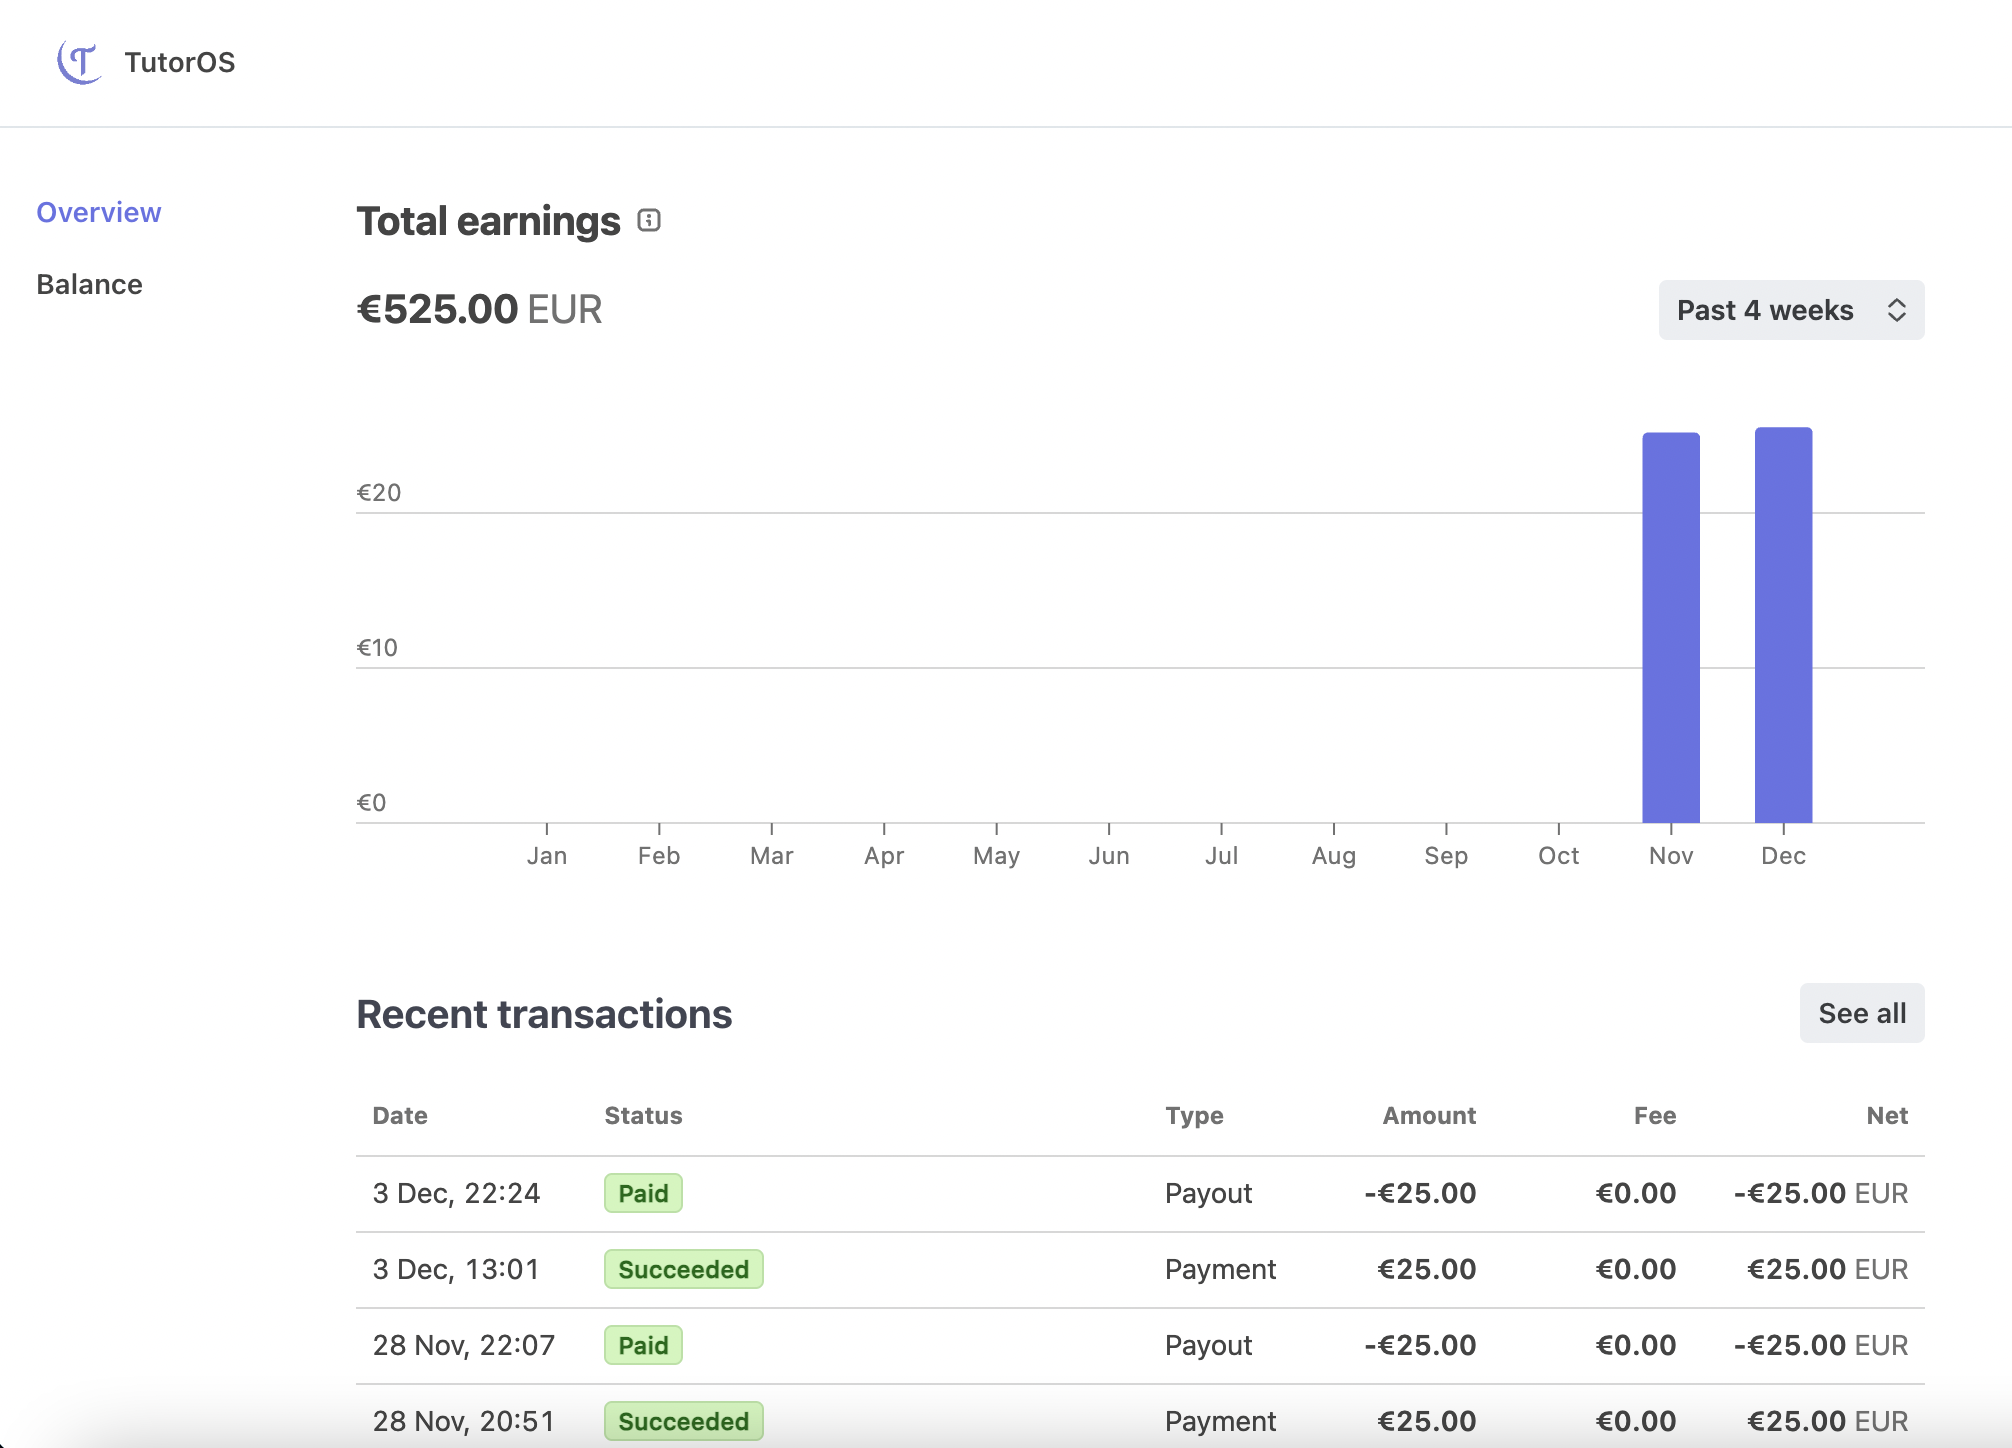 TutorOS
Overview
Balance
Total earnings
€525.00 EUR
Past 4 weeks
€20
€10
€0
Jan Feb Mar Apr May Jun Jul Aug Sep Oct Nov Dec
Recent transactions
See all
Date Status Type Amount Fee Net
3 Dec, 22:24 Paid Payout -€25.00 €0.00 -€25.00 EUR
3 Dec, 13:01 Succeeded Payment €25.00 €0.00 €25.00 EUR
28 Nov, 22:07 Paid Payout -€25.00 €0.00 -€25.00 EUR
28 Nov, 20:51 Succeeded Payment €25.00 €0.00 €25.00 EUR